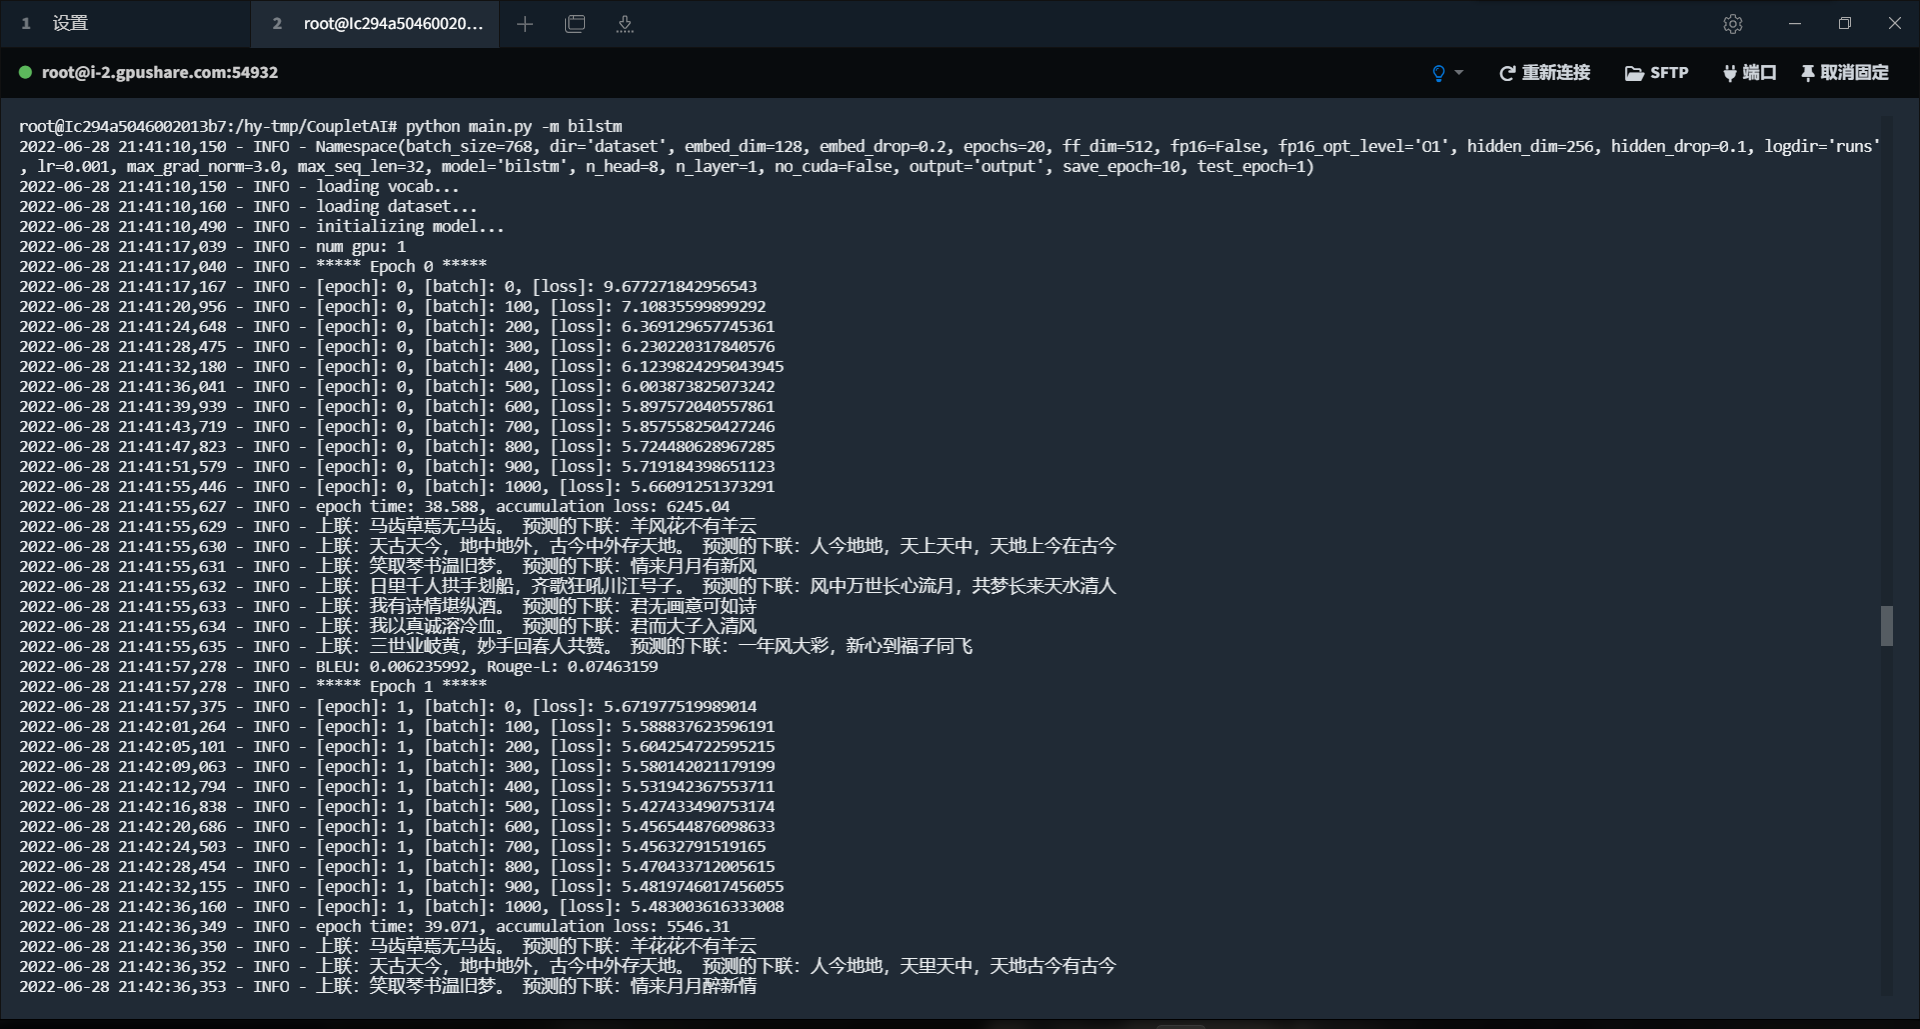 1 设置 2 root@Ic294a50460020...
root@i-2.gpushare.com:54932 重新连接 SFTP 端口 取消固定
root@Ic294a5046002013b7:/hy-tmp/CoupletAI# python main.py -m bilstm
2022-06-28 21:41:10,150 - INFO - Namespace(batch_size=768, dir='dataset', embed_dim=128, embed_drop=0.2, epochs=20, ff_dim=512, fp16=False, fp16_opt_level='O1', hidden_dim=256, hidden_drop=0.1, logdir='runs'
, lr=0.001, max_grad_norm=3.0, max_seq_len=32, model='bilstm', n_head=8, n_layer=1, no_cuda=False, output='output', save_epoch=10, test_epoch=1)
2022-06-28 21:41:10,150 - INFO - loading vocab...
2022-06-28 21:41:10,160 - INFO - loading dataset...
2022-06-28 21:41:10,490 - INFO - initializing model...
2022-06-28 21:41:17,039 - INFO - num gpu: 1
2022-06-28 21:41:17,040 - INFO - ***** Epoch 0 *****
2022-06-28 21:41:17,167 - INFO - [epoch]: 0, [batch]: 0, [loss]: 9.677271842956543
2022-06-28 21:41:20,956 - INFO - [epoch]: 0, [batch]: 100, [loss]: 7.10835599899292
2022-06-28 21:41:24,648 - INFO - [epoch]: 0, [batch]: 200, [loss]: 6.369129657745361
2022-06-28 21:41:28,475 - INFO - [epoch]: 0, [batch]: 300, [loss]: 6.230220317840576
2022-06-28 21:41:32,180 - INFO - [epoch]: 0, [batch]: 400, [loss]: 6.1239824295043945
2022-06-28 21:41:36,041 - INFO - [epoch]: 0, [batch]: 500, [loss]: 6.003873825073242
2022-06-28 21:41:39,939 - INFO - [epoch]: 0, [batch]: 600, [loss]: 5.897572040557861
2022-06-28 21:41:43,719 - INFO - [epoch]: 0, [batch]: 700, [loss]: 5.857558250427246
2022-06-28 21:41:47,823 - INFO - [epoch]: 0, [batch]: 800, [loss]: 5.724480628967285
2022-06-28 21:41:51,579 - INFO - [epoch]: 0, [batch]: 900, [loss]: 5.719184398651123
2022-06-28 21:41:55,446 - INFO - [epoch]: 0, [batch]: 1000, [loss]: 5.66091251373291
2022-06-28 21:41:55,627 - INFO - epoch time: 38.588, accumulation loss: 6245.04
2022-06-28 21:41:55,629 - INFO - 上联：马齿草焉无马齿。 预测的下联：羊风花不有羊云
2022-06-28 21:41:55,630 - INFO - 上联：天古天今，地中地外，古今中外存天地。 预测的下联：人今地地，天上天中，天地上今在古今
2022-06-28 21:41:55,631 - INFO - 上联：笑取琴书温旧梦。 预测的下联：情来月月有新风
2022-06-28 21:41:55,632 - INFO - 上联：日里千人拱手划船，齐歌狂吼川江号子。 预测的下联：风中万世长心流月，共梦长来天水清人
2022-06-28 21:41:55,633 - INFO - 上联：我有诗情堪纵酒。 预测的下联：君无画意可如诗
2022-06-28 21:41:55,634 - INFO - 上联：我以真诚溶冷血。 预测的下联：君而大子入清风
2022-06-28 21:41:55,635 - INFO - 上联：三世业岐黄，妙手回春人共赞。 预测的下联：一年风大彩，新心到福子同飞
2022-06-28 21:41:57,278 - INFO - BLEU: 0.006235992, Rouge-L: 0.07463159
2022-06-28 21:41:57,278 - INFO - ***** Epoch 1 *****
2022-06-28 21:41:57,375 - INFO - [epoch]: 1, [batch]: 0, [loss]: 5.671977519989014
2022-06-28 21:42:01,264 - INFO - [epoch]: 1, [batch]: 100, [loss]: 5.588837623596191
2022-06-28 21:42:05,101 - INFO - [epoch]: 1, [batch]: 200, [loss]: 5.604254722595215
2022-06-28 21:42:09,063 - INFO - [epoch]: 1, [batch]: 300, [loss]: 5.580142021179199
2022-06-28 21:42:12,794 - INFO - [epoch]: 1, [batch]: 400, [loss]: 5.531942367553711
2022-06-28 21:42:16,838 - INFO - [epoch]: 1, [batch]: 500, [loss]: 5.427433490753174
2022-06-28 21:42:20,686 - INFO - [epoch]: 1, [batch]: 600, [loss]: 5.456544876098633
2022-06-28 21:42:24,503 - INFO - [epoch]: 1, [batch]: 700, [loss]: 5.45632791519165
2022-06-28 21:42:28,454 - INFO - [epoch]: 1, [batch]: 800, [loss]: 5.470433712005615
2022-06-28 21:42:32,155 - INFO - [epoch]: 1, [batch]: 900, [loss]: 5.4819746017456055
2022-06-28 21:42:36,160 - INFO - [epoch]: 1, [batch]: 1000, [loss]: 5.483003616333008
2022-06-28 21:42:36,349 - INFO - epoch time: 39.071, accumulation loss: 5546.31
2022-06-28 21:42:36,350 - INFO - 上联：马齿草焉无马齿。 预测的下联：羊花花不有羊云
2022-06-28 21:42:36,352 - INFO - 上联：天古天今，地中地外，古今中外存天地。 预测的下联：人今地地，天里天中，天地古今有古今
2022-06-28 21:42:36,353 - INFO - 上联：笑取琴书温旧梦。 预测的下联：情来月月醉新情